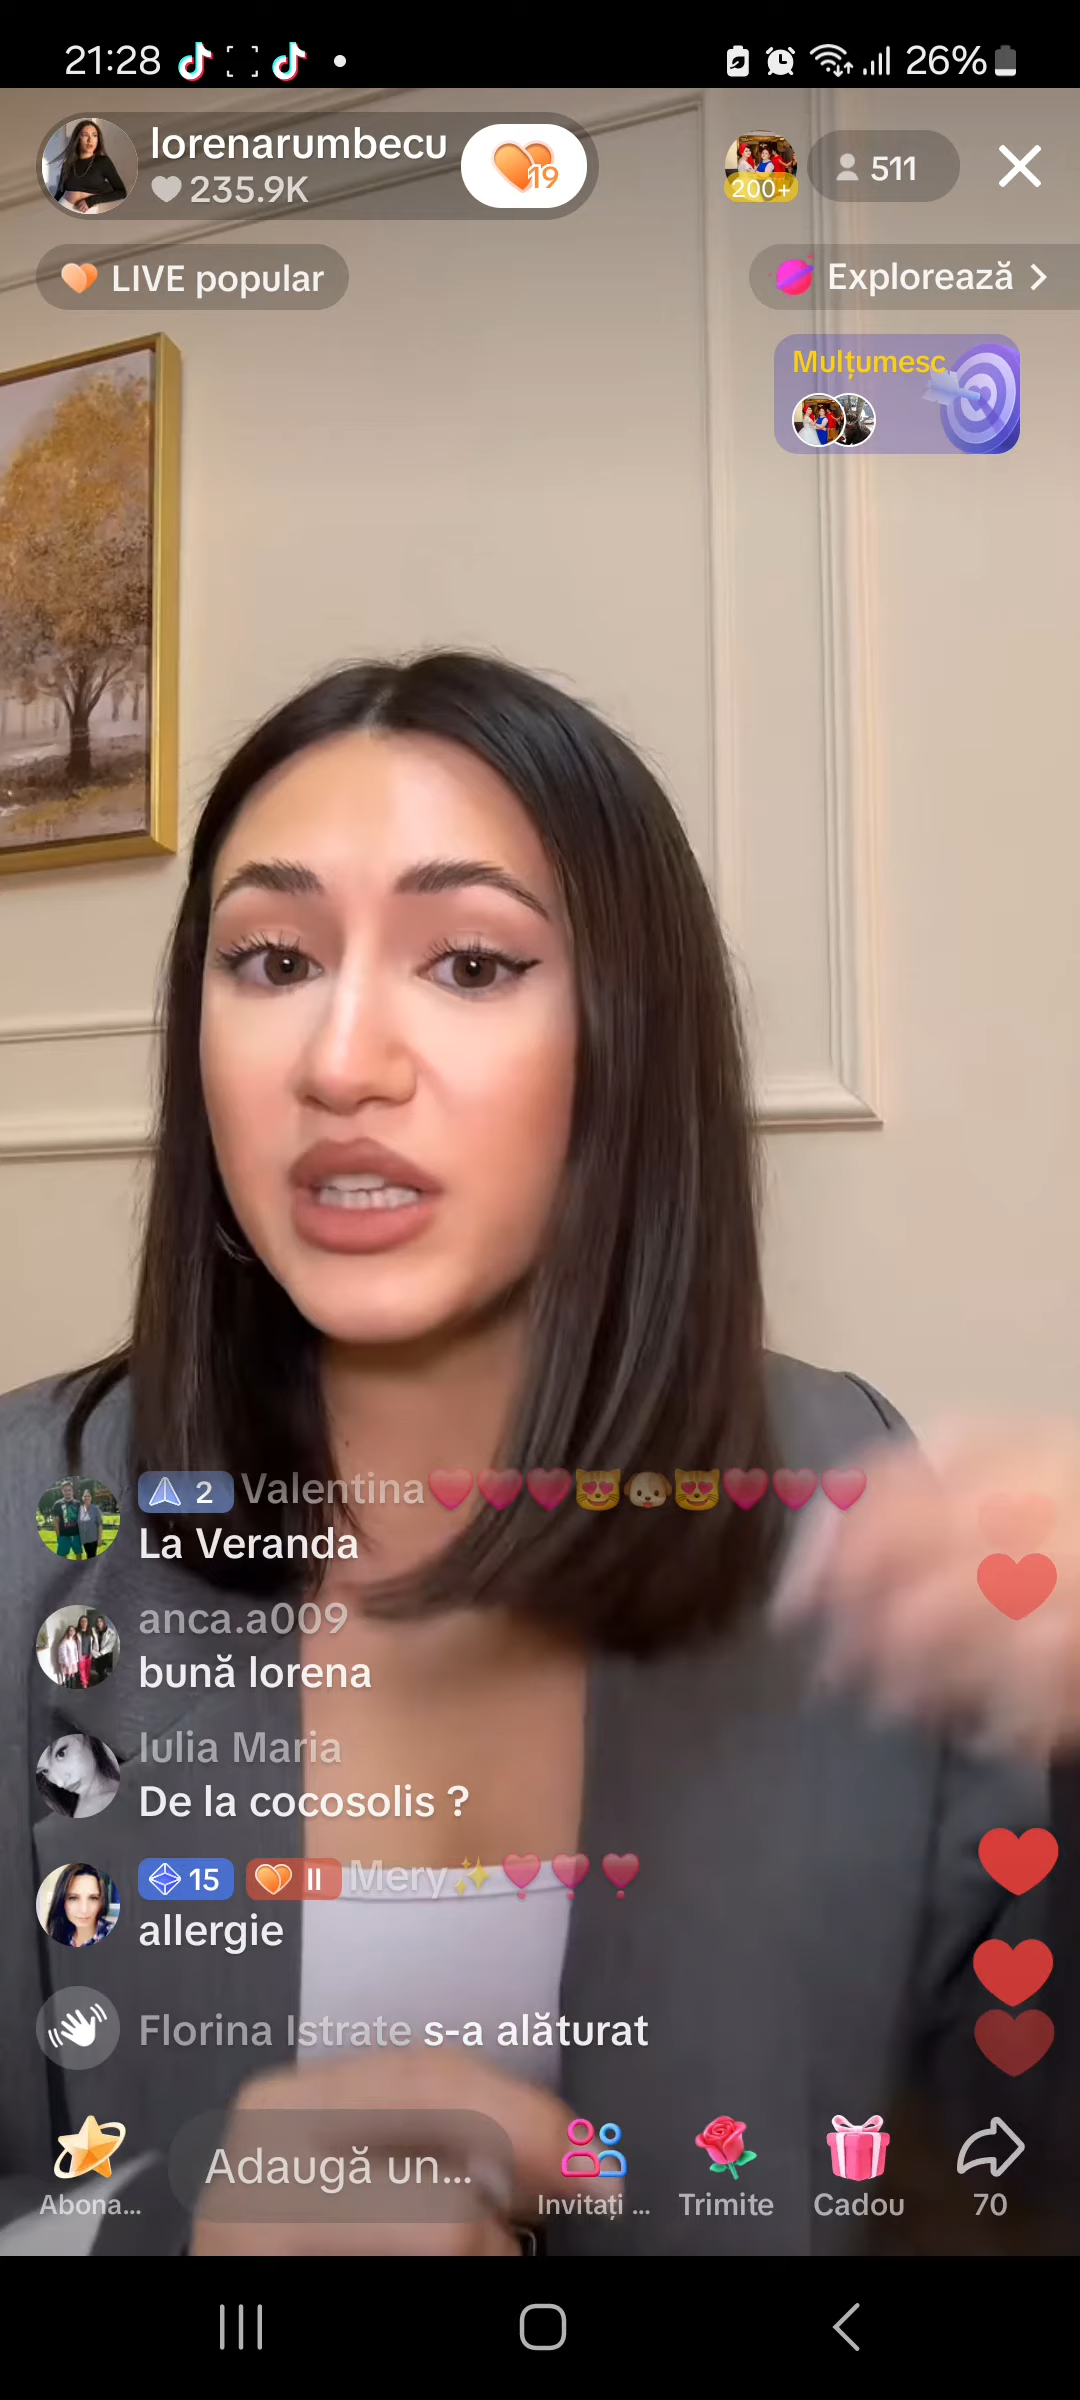 21:28
26%
lorenarumbecu
235.9K
19
200+
511
LIVE popular
Explorează
Mulțumesc
2 Valentina
La Veranda
anca.a009
bună lorena
Iulia Maria
De la cocosolis ?
15 II Mery
allergie
Florina Istrate s-a alăturat
Adaugă un...
Abona...
Invitați ...
Trimite
Cadou
70